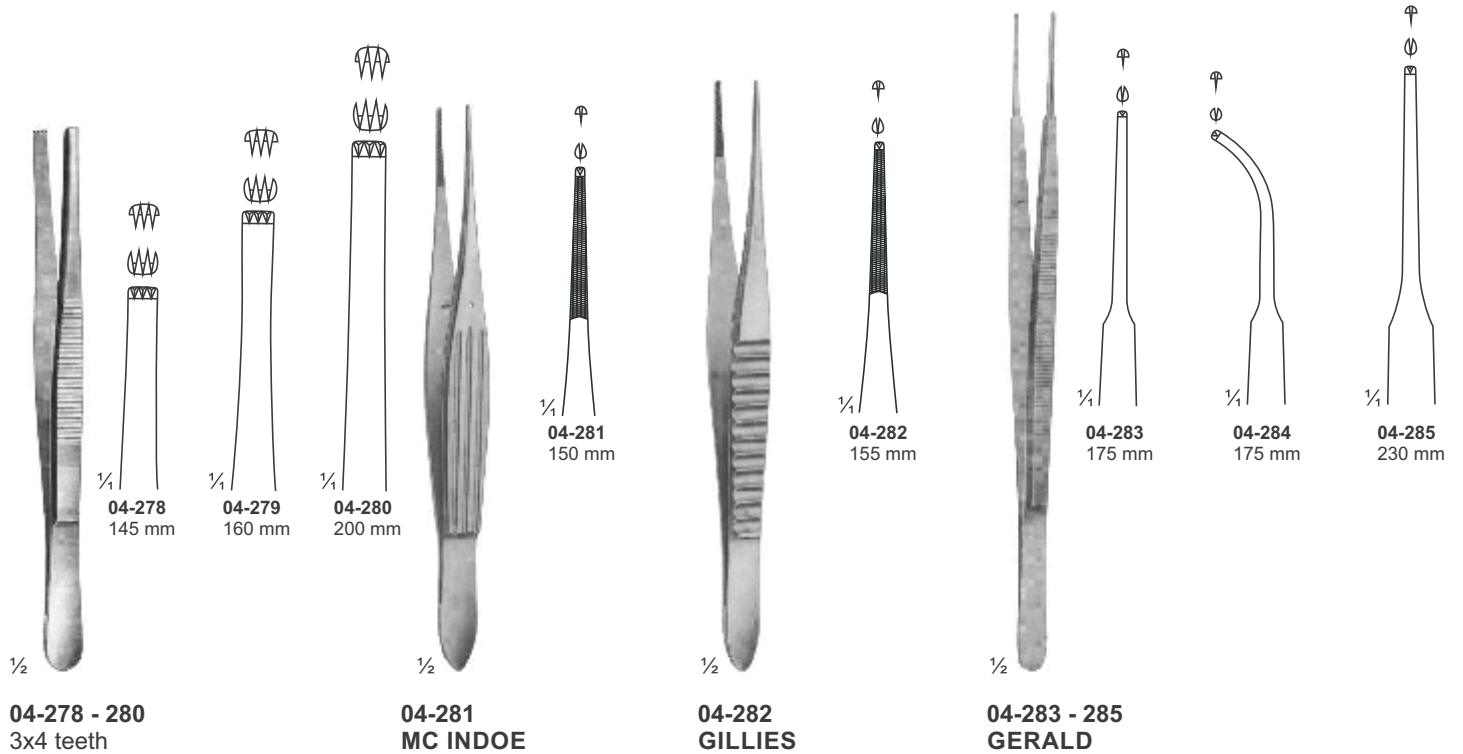 ½
⅟₁
04-278
145 mm
⅟₁
04-279
160 mm
⅟₁
04-280
200 mm
04-278 - 280
3x4 teeth
½
⅟₁
04-281
150 mm
04-281
MC INDOE
½
⅟₁
04-282
155 mm
04-282
GILLIES
½
⅟₁
04-283
175 mm
⅟₁
04-284
175 mm
⅟₁
04-285
230 mm
04-283 - 285
GERALD